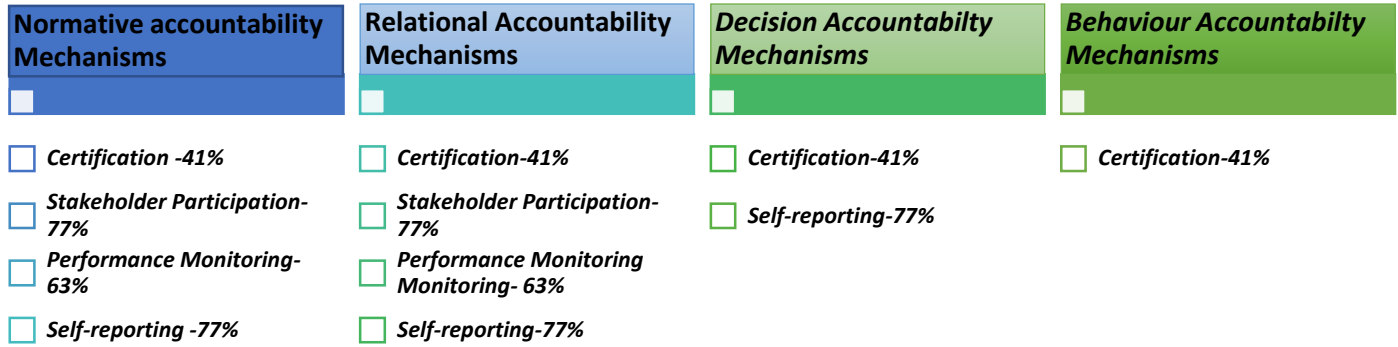 Normative accountability
Mechanisms
Certification -41%
Stakeholder Participation-
77%
Performance Monitoring-
63%
Self-reporting -77%
Relational Accountability
Mechanisms
Certification-41%
Stakeholder Participation-
77%
Performance Monitoring
Monitoring- 63%
Self-reporting-77%
Decision Accountabilty
Mechanisms
Certification-41%
Self-reporting-77%
Behaviour Accountabilty
Mechanisms
Certification-41%